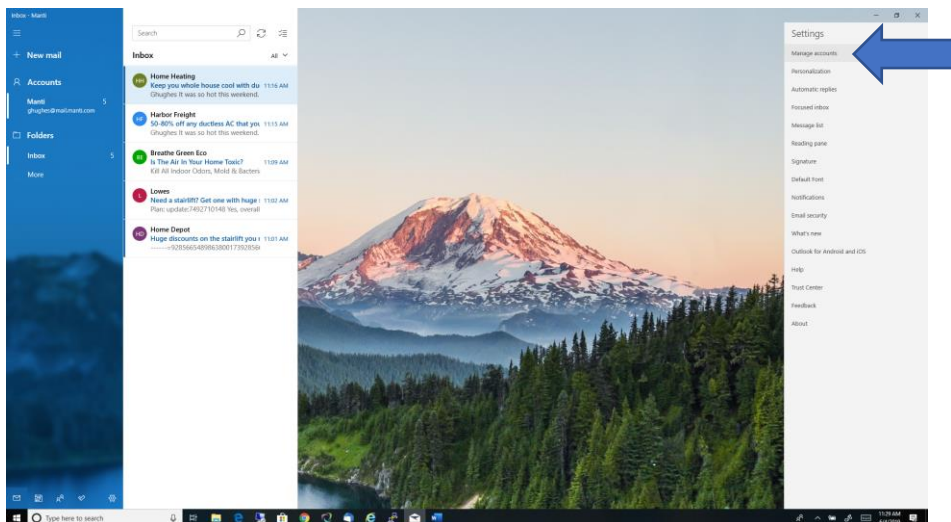 Inbox - Manti
Search
Settings
+ New mail
Inbox
All
Manage accounts
Accounts
Manti 5
ghughes@mail.manti.com
Folders
Inbox 5
More
HH Home Heating
Keep you whole house cool with du 11:16 AM
Ghughes It was so hot this weekend.
HF Harbor Freight
50-80% off any ductless AC that you 11:15 AM
Ghughes It was so hot this weekend.
Breathe Green Eco
Is The Air In Your Home Toxic? 11:09 AM
Kill All Indoor Odors, Mold & Bacteri
L Lowes
Need a stairlift? Get one with huge 11:02 AM
Plarc update:7492710148 Yes, overall
HD Home Depot
Huge discounts on the stairlift you 11:01 AM
Personalization
Automatic replies
Focused inbox
Message list
Reading pane
Signature
Default Font
Notifications
Email security
What's new
Outlook for Android and iOS
Help
Trust Center
Feedback
About
Type here to search
11:29 AM